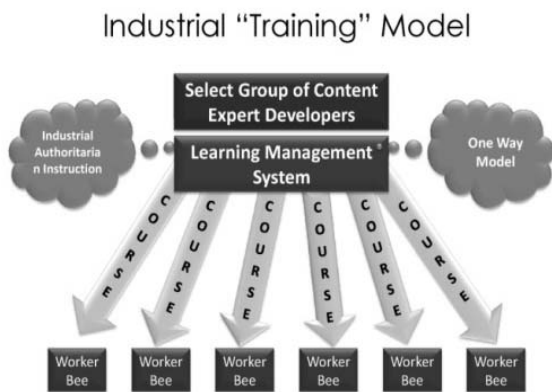 Industrial "Training" Model
Select Group of Content
Expert Developers
Industrial
Authoritaria
n Instruction
Learning Management
System
One Way
Model
COURSE
COURSE
COURSE
COURSE
COURSE
COURSE
Worker
Bee
Worker
Bee
Worker
Bee
Worker
Bee
Worker
Bee
Worker
Bee